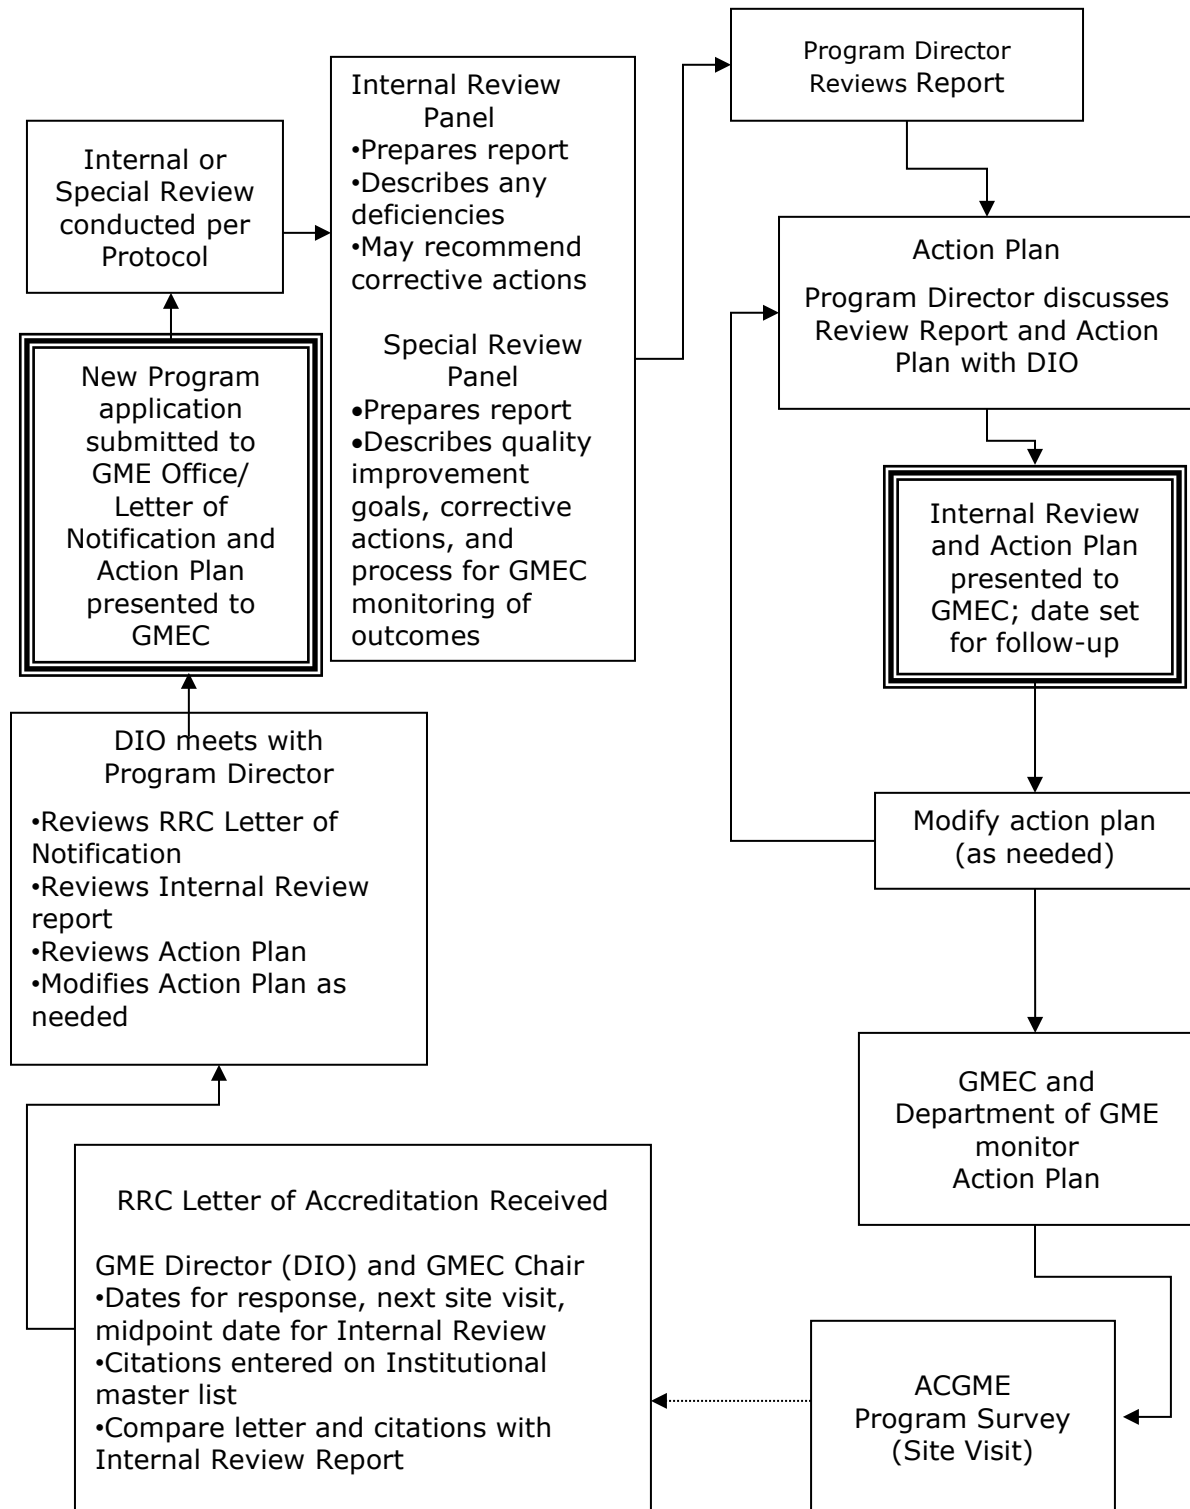 Program Director
Reviews Report
Internal Review
Panel
•Prepares report
•Describes any
deficiencies
•May recommend
corrective actions
Special Review
Panel
•Prepares report
•Describes quality
improvement
goals, corrective
actions, and
process for GMEC
monitoring of
outcomes
Internal or
Special Review
conducted per
Protocol
Action Plan
Program Director discusses
Review Report and Action
Plan with DIO
New Program
application
submitted to
GME Office/
Letter of
Notification and
Action Plan
presented to
GMEC
Internal Review
and Action Plan
presented to
GMEC; date set
for follow-up
DIO meets with
Program Director
•Reviews RRC Letter of
Notification
•Reviews Internal Review
report
•Reviews Action Plan
•Modifies Action Plan as
needed
Modify action plan
(as needed)
GMEC and
Department of GME
monitor
Action Plan
RRC Letter of Accreditation Received
GME Director (DIO) and GMEC Chair
•Dates for response, next site visit,
midpoint date for Internal Review
•Citations entered on Institutional
master list
•Compare letter and citations with
Internal Review Report
ACGME
Program Survey
(Site Visit)